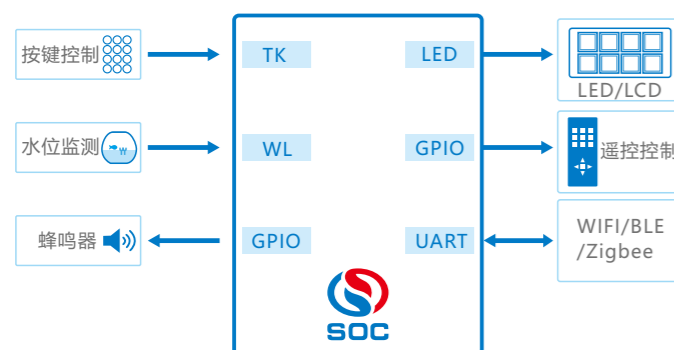 按键控制
TK
LED
LED/LCD
水位监测
W
WL
GPIO
遥控控制
蜂鸣器
GPIO
UART
WIFI/BLE
/Zigbee
SOC